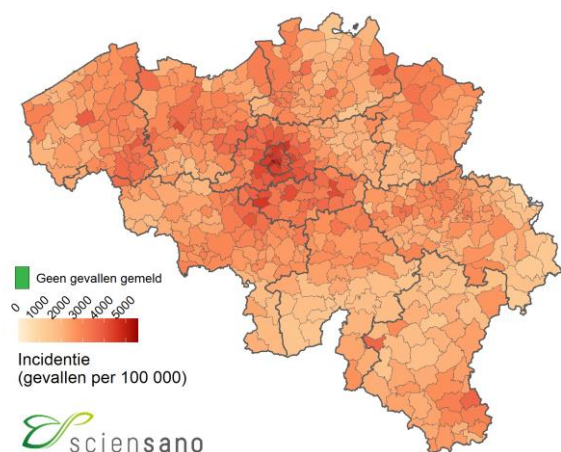 Geen gevallen gemeld
0 1000 2000 3000 4000 5000
Incidentie
(gevallen per 100 000)
sciensano